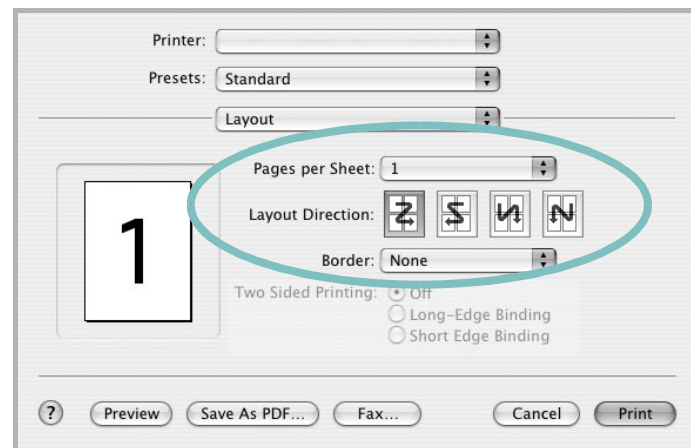 Printer:
Presets: Standard
Layout
Pages per Sheet: 1
Layout Direction:
1
Border: None
Two Sided Printing: Off
Long-Edge Binding
Short Edge Binding
? Preview Save As PDF... Fax... Cancel Print